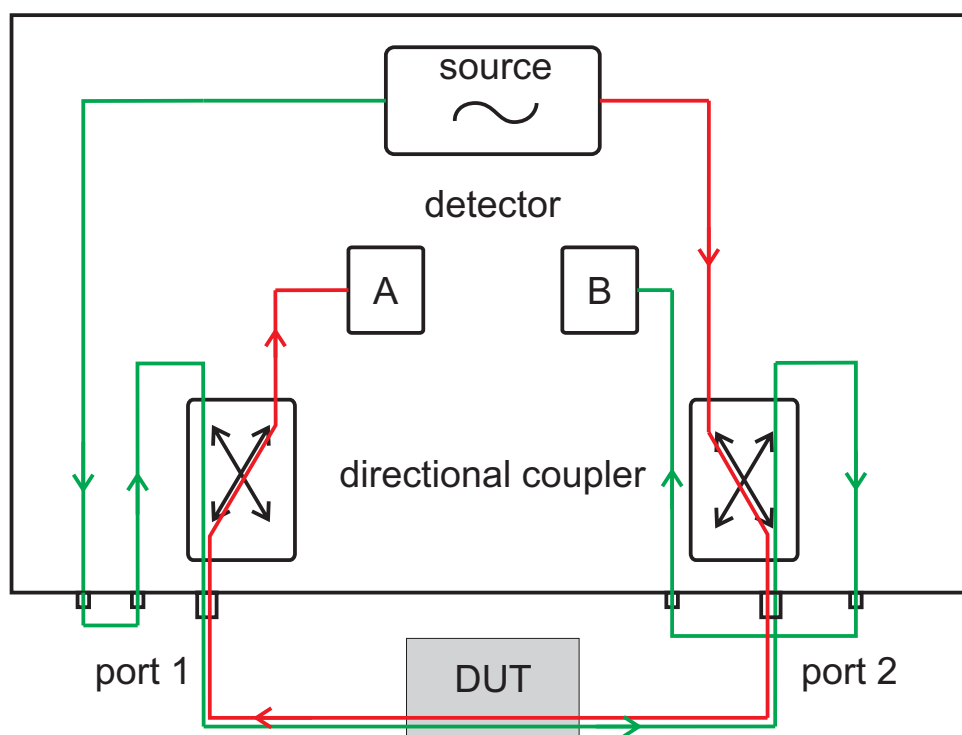 source
detector
A
B
directional coupler
port 1
DUT
port 2